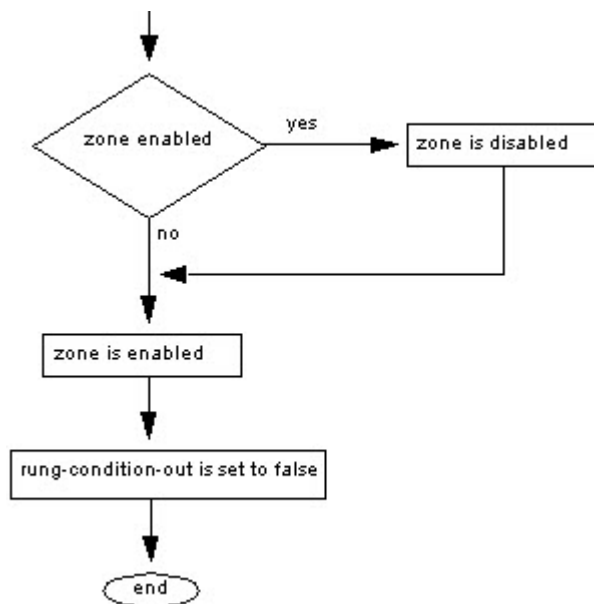 zone enabled
yes
zone is disabled
no
zone is enabled
rung-condition-out is set to false
end